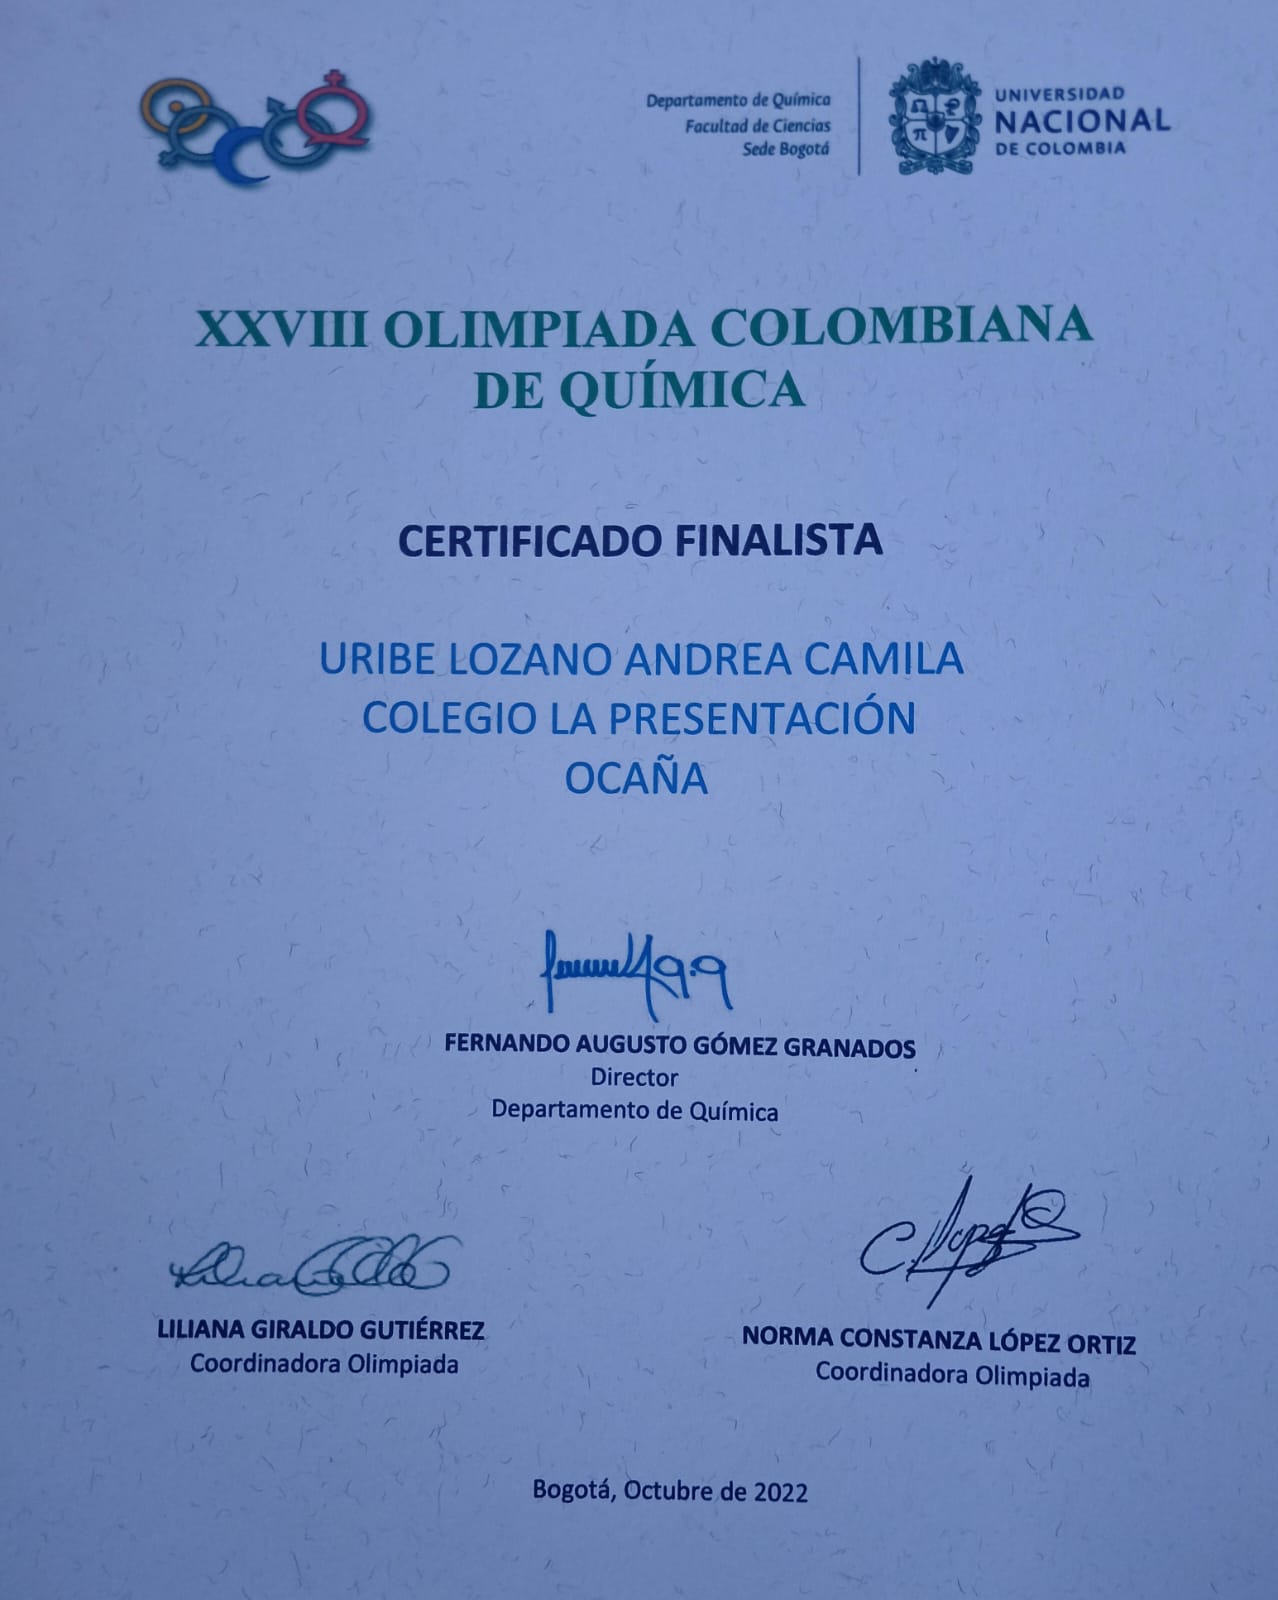 Departamento de Química
Facultad de Ciencias
Sede Bogotá
UNIVERSIDAD
NACIONAL
DE COLOMBIA
XXVIII OLIMPIADA COLOMBIANA
DE QUÍMICA
CERTIFICADO FINALISTA
URIBE LOZANO ANDREA CAMILA
COLEGIO LA PRESENTACIÓN
OCAÑA
FERNANDO AUGUSTO GÓMEZ GRANADOS
Director
Departamento de Química
LILIANA GIRALDO GUTIÉRREZ
Coordinadora Olimpiada
NORMA CONSTANZA LÓPEZ ORTIZ
Coordinadora Olimpiada
Bogotá, Octubre de 2022